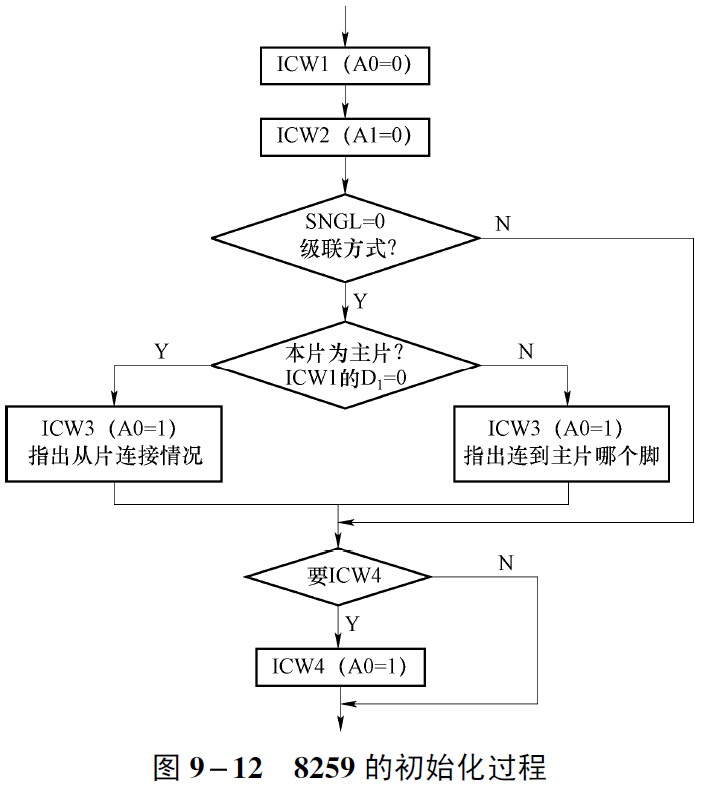 ICW1（A0=0）
ICW2（A1=0）
SNGL=0
级联方式？
N
Y
本片为主片？
ICW1的D₁=0
Y
N
ICW3（A0=1）
指出从片连接情况
ICW3（A0=1）
指出连到主片哪个脚
要ICW4
N
Y
ICW4（A0=1）
图 9-12 8259 的初始化过程